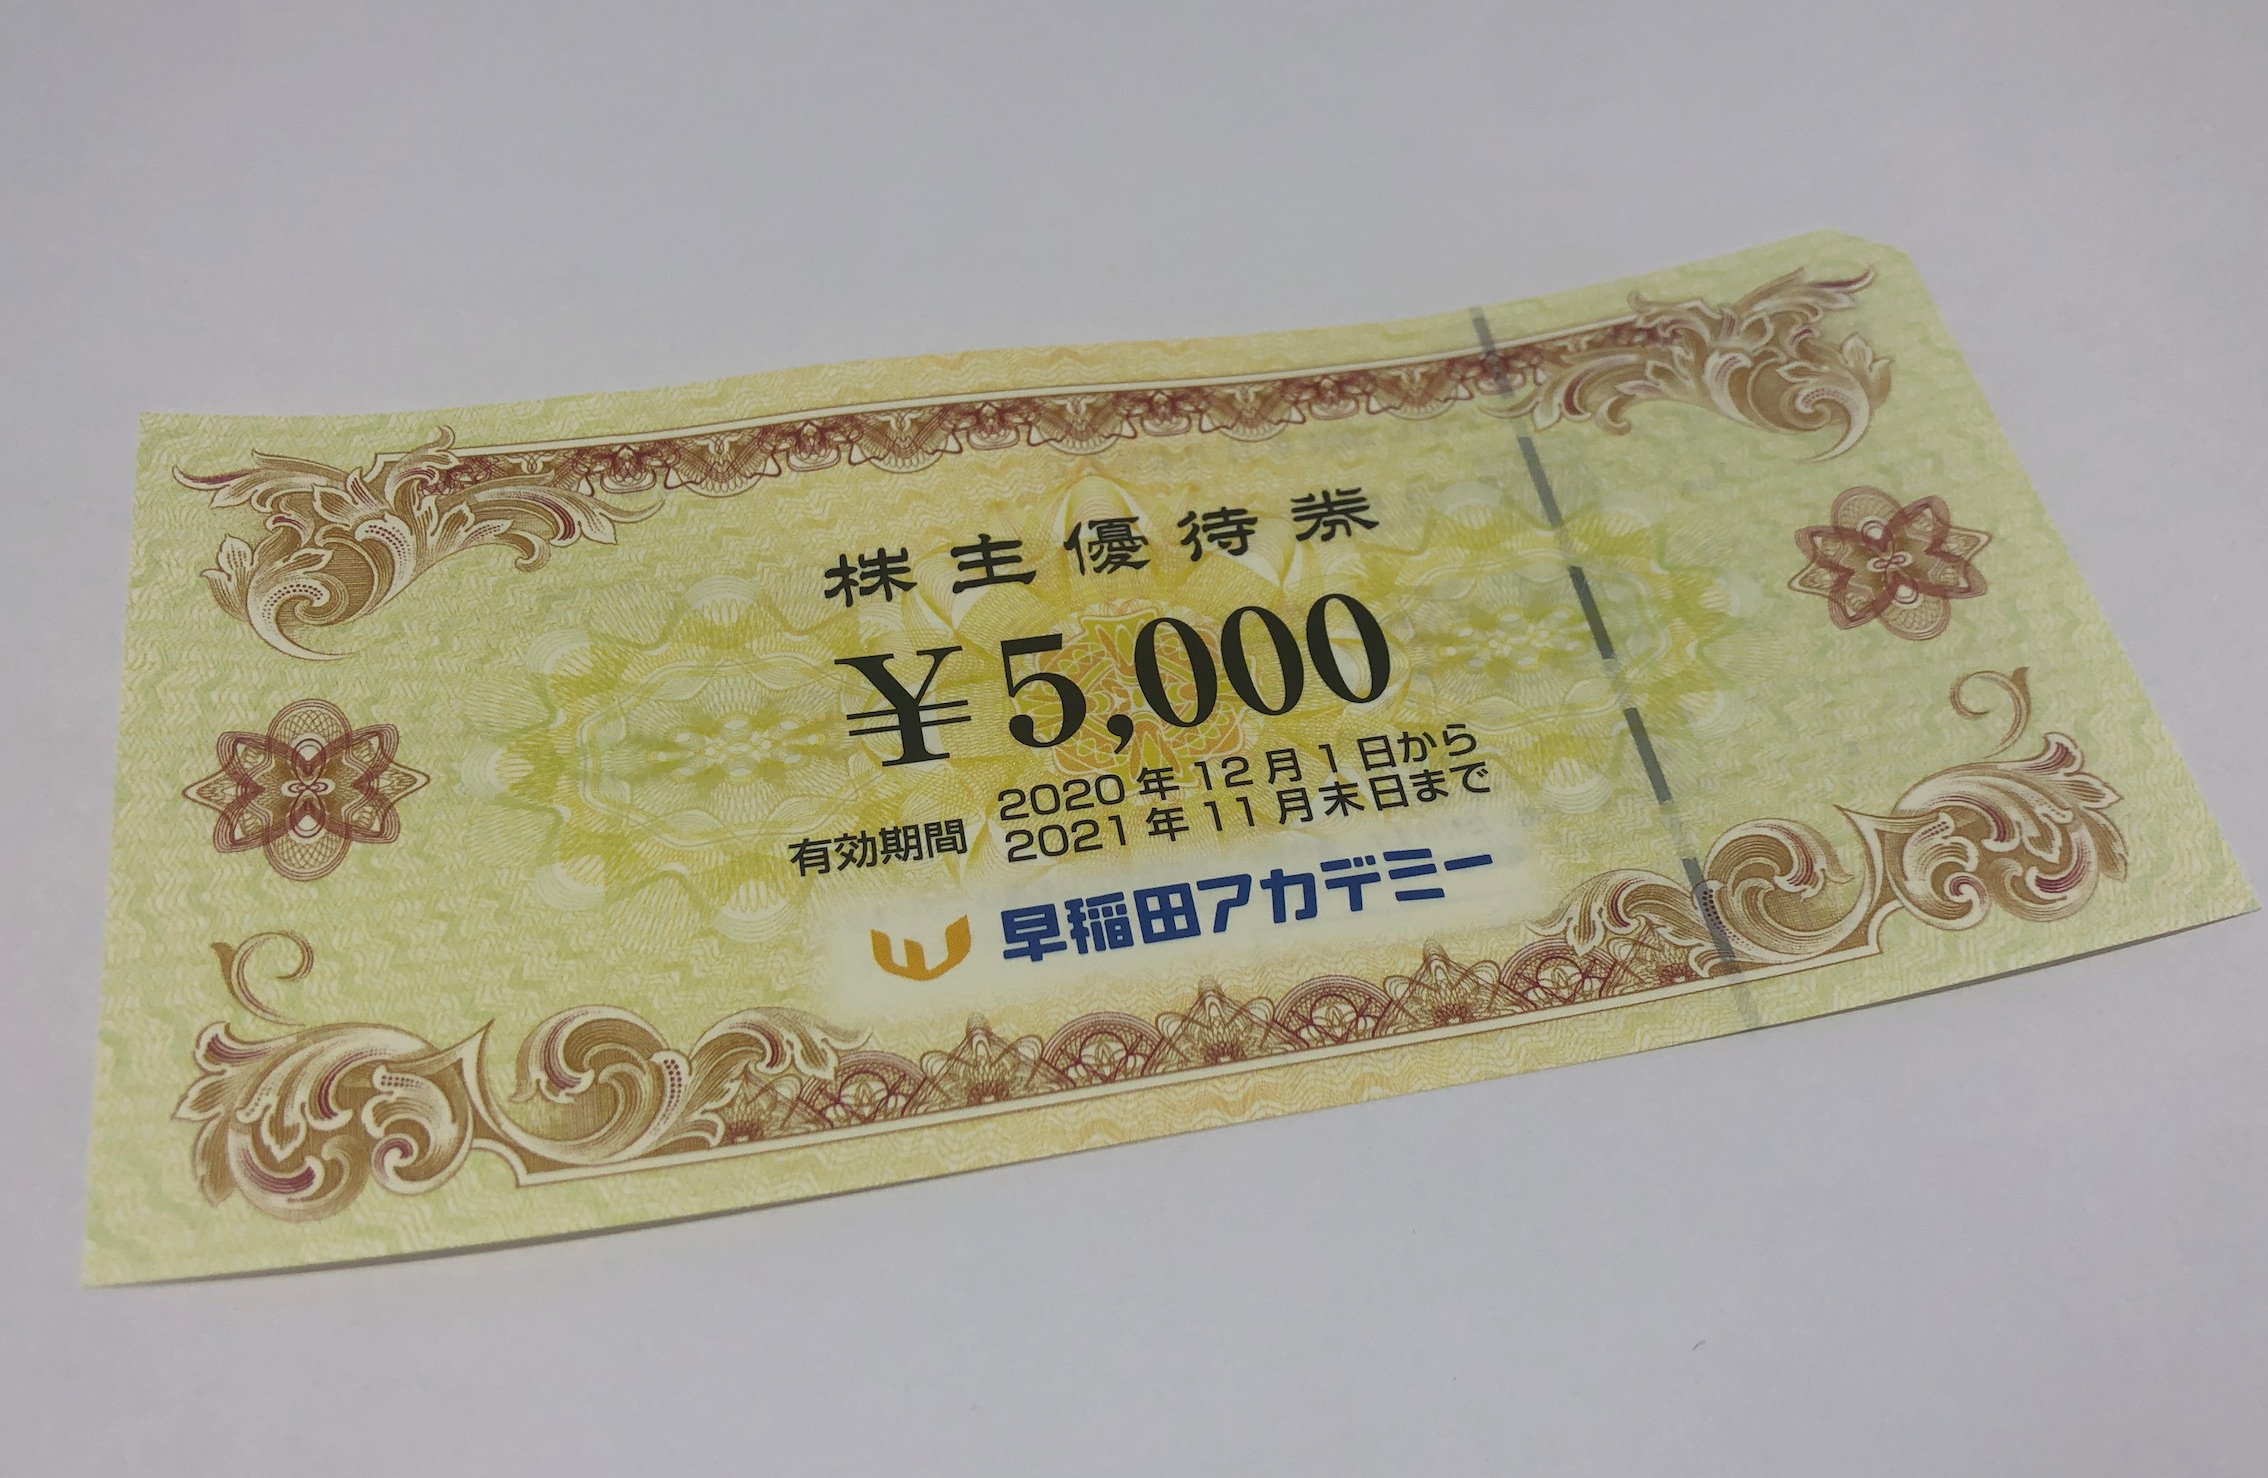 株主優待券
¥5,000
有効期間 2020年12月1日から
2021年11月末日まで
早稲田アカデミー